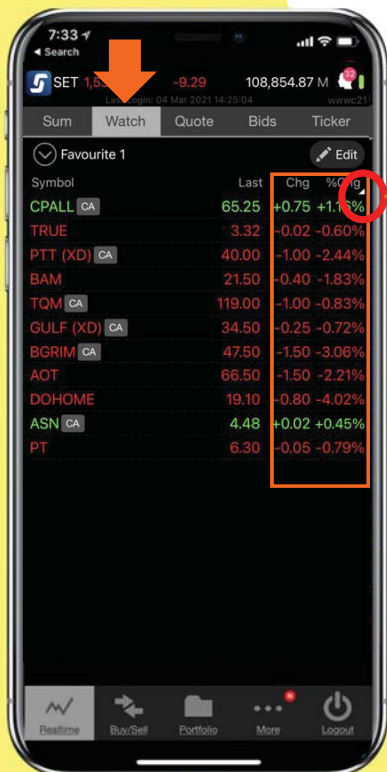 7:33
◄ Search
SET -9.29 108,854.87 M 32
Last Login: 04 Mar 2021 14:25:04 wwwc21
Sum Watch Quote Bids Ticker
Favourite 1 Edit
Symbol Last Chg %Chg
CPALL CA 65.25 +0.75 +1.16%
TRUE 3.32 -0.02 -0.60%
PTT (XD) CA 40.00 -1.00 -2.44%
BAM 21.50 -0.40 -1.83%
TQM CA 119.00 -1.00 -0.83%
GULF (XD) CA 34.50 -0.25 -0.72%
BGRIM CA 47.50 -1.50 -3.06%
AOT 66.50 -1.50 -2.21%
DOHOME 19.10 -0.80 -4.02%
ASN CA 4.48 +0.02 +0.45%
PT 6.30 -0.05 -0.79%
Realtime Buy/Sell Portfolio N More Logout